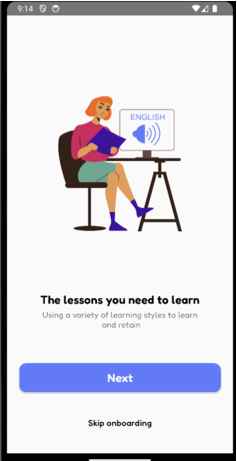 9:14
ENGLISH
The lessons you need to learn
Using a variety of learning styles to learn
and retain
Next
Skip onboarding